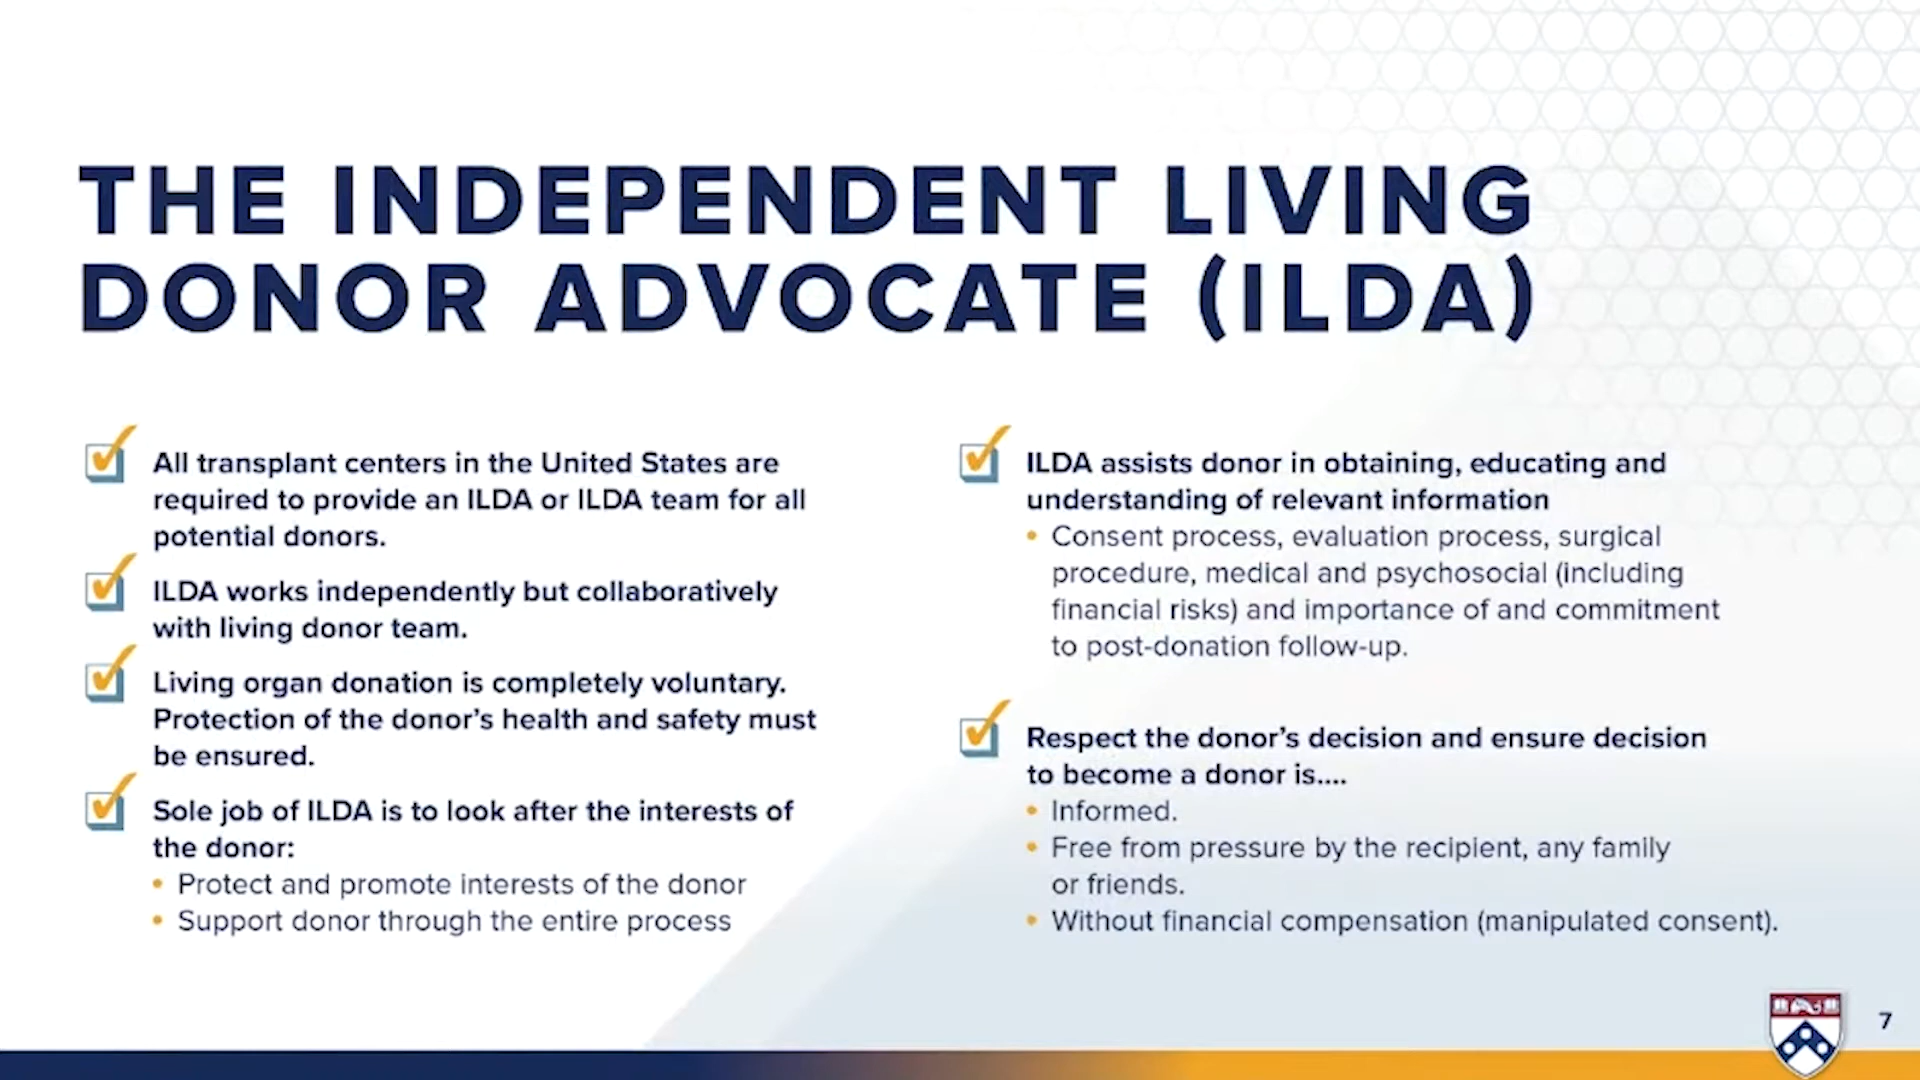 THE INDEPENDENT LIVING
DONOR ADVOCATE (ILDA)
All transplant centers in the United States are
required to provide an ILDA or ILDA team for all
potential donors.
ILDA works independently but collaboratively
with living donor team.
Living organ donation is completely voluntary.
Protection of the donor’s health and safety must
be ensured.
Sole job of ILDA is to look after the interests of
the donor:
• Protect and promote interests of the donor
• Support donor through the entire process
ILDA assists donor in obtaining, educating and
understanding of relevant information
• Consent process, evaluation process, surgical
procedure, medical and psychosocial (including
financial risks) and importance of and commitment
to post-donation follow-up.
Respect the donor’s decision and ensure decision
to become a donor is....
• Informed.
• Free from pressure by the recipient, any family
or friends.
• Without financial compensation (manipulated consent).
7